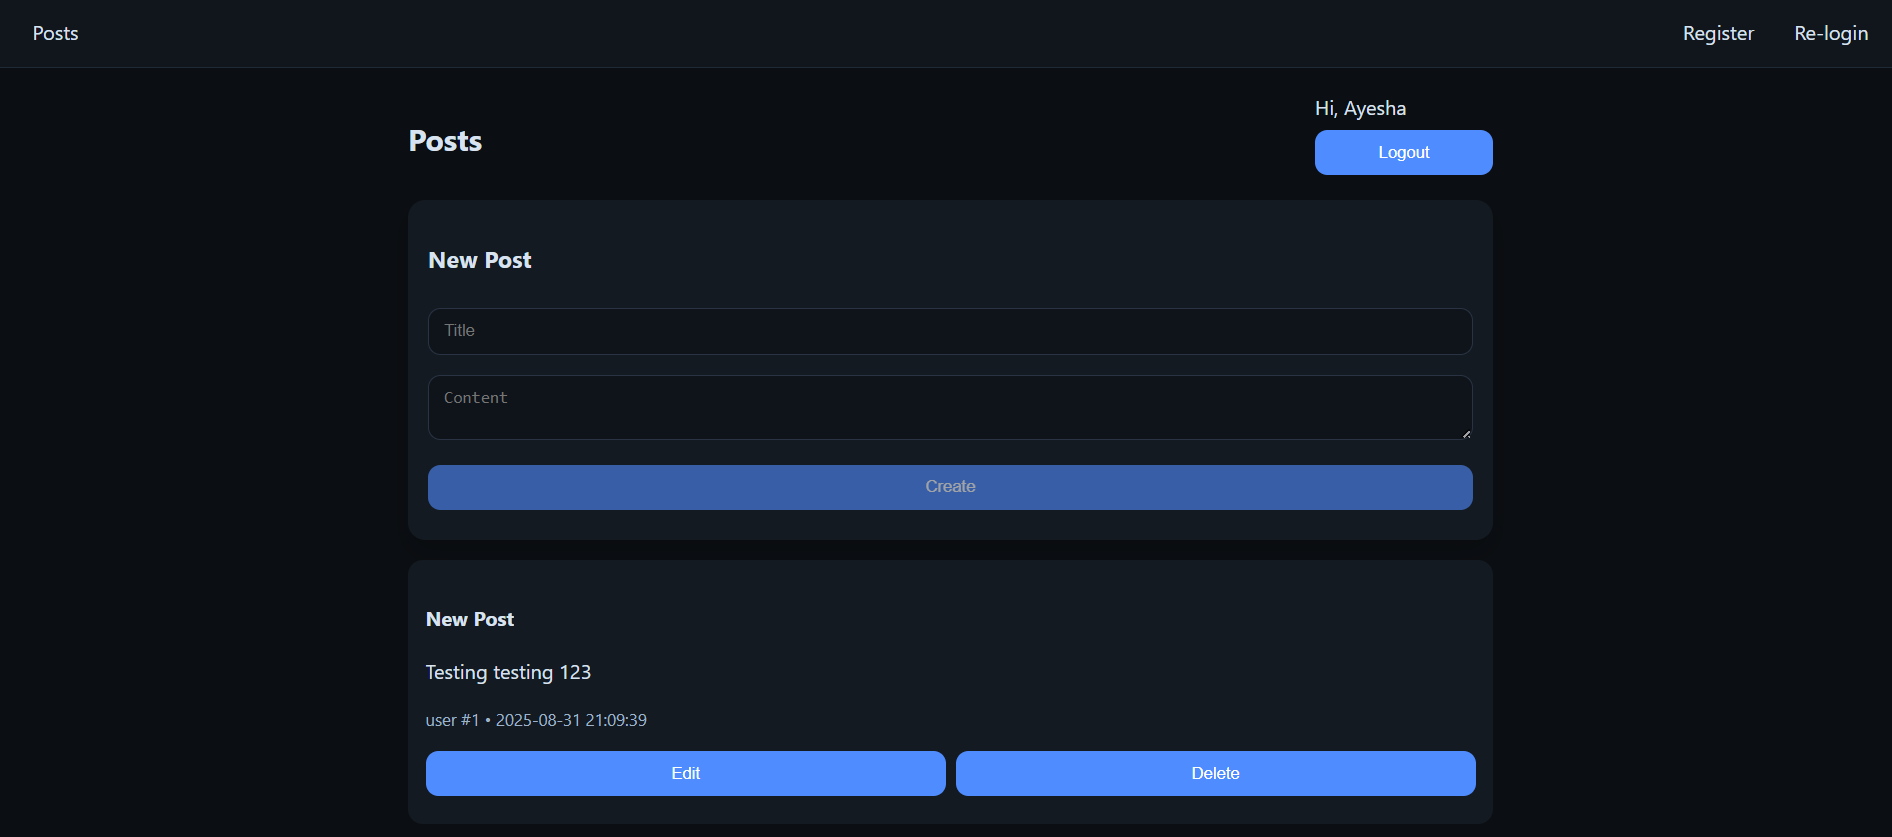 Posts Register Re-login
Hi, Ayesha
Posts
Logout
New Post
Title
Content
Create
New Post
Testing testing 123
user #1 • 2025-08-31 21:09:39
Edit Delete